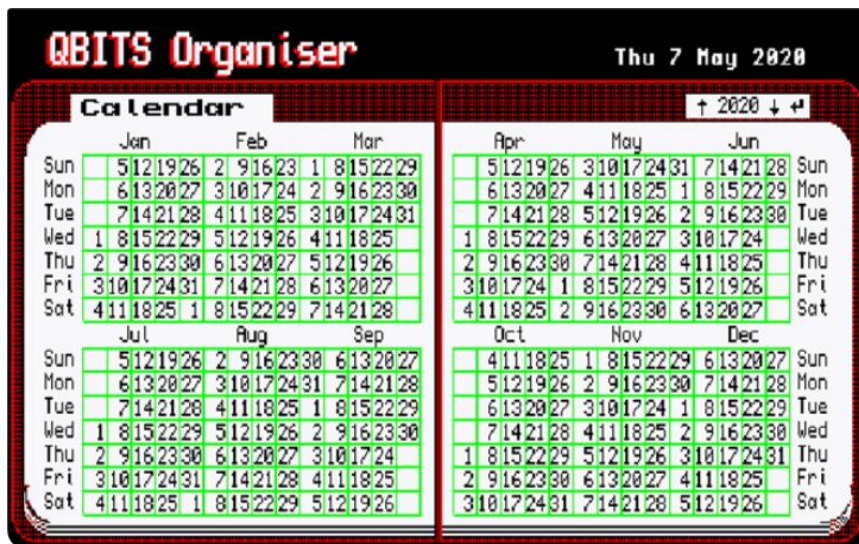 QBITS Organiser
Thu 7 May 2020
Calendar
Jan Feb Mar
Sun 5 12 19 26 2 9 16 23 1 8 15 22 29
Mon 6 13 20 27 3 10 17 24 2 9 16 23 30
Tue 7 14 21 28 4 11 18 25 3 10 17 24 31
Wed 1 8 15 22 29 5 12 19 26 4 11 18 25
Thu 2 9 16 23 30 6 13 20 27 5 12 19 26
Fri 3 10 17 24 31 7 14 21 28 6 13 20 27
Sat 4 11 18 25 1 8 15 22 29 7 14 21 28
Jul Aug Sep
Sun 5 12 19 26 2 9 16 23 30 6 13 20 27
Mon 6 13 20 27 3 10 17 24 31 7 14 21 28
Tue 7 14 21 28 4 11 18 25 1 8 15 22 29
Wed 1 8 15 22 29 5 12 19 26 2 9 16 23 30
Thu 2 9 16 23 30 6 13 20 27 3 10 17 24
Fri 3 10 17 24 31 7 14 21 28 4 11 18 25
Sat 4 11 18 25 1 8 15 22 29 5 12 19 26
↑ 2020 ↓ ↵
Apr May Jun
5 12 19 26 3 10 17 24 31 7 14 21 28 Sun
6 13 20 27 4 11 18 25 1 8 15 22 29 Mon
7 14 21 28 5 12 19 26 2 9 16 23 30 Tue
1 8 15 22 29 6 13 20 27 3 10 17 24 Wed
2 9 16 23 30 7 14 21 28 4 11 18 25 Thu
3 10 17 24 1 8 15 22 29 5 12 19 26 Fri
4 11 18 25 2 9 16 23 30 6 13 20 27 Sat
Oct Nov Dec
4 11 18 25 1 8 15 22 29 6 13 20 27 Sun
5 12 19 26 2 9 16 23 30 7 14 21 28 Mon
6 13 20 27 3 10 17 24 1 8 15 22 29 Tue
7 14 21 28 4 11 18 25 2 9 16 23 30 Wed
1 8 15 22 29 5 12 19 26 3 10 17 24 31 Thu
2 9 16 23 30 6 13 20 27 4 11 18 25 Fri
3 10 17 24 31 7 14 21 28 5 12 19 26 Sat